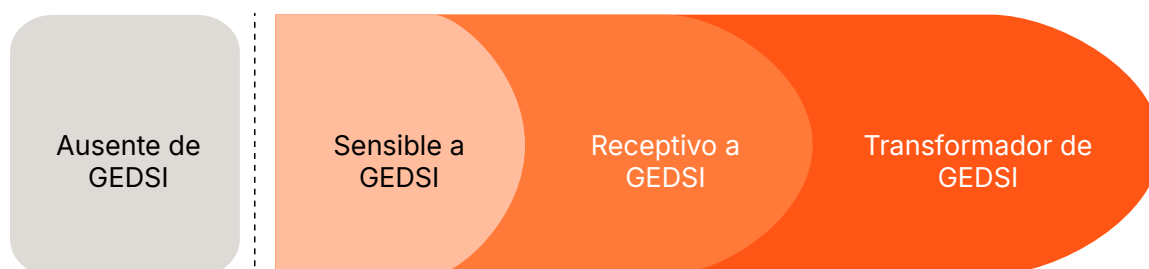 Ausente de
GEDSI
Sensible a
GEDSI
Receptivo a
GEDSI
Transformador de
GEDSI